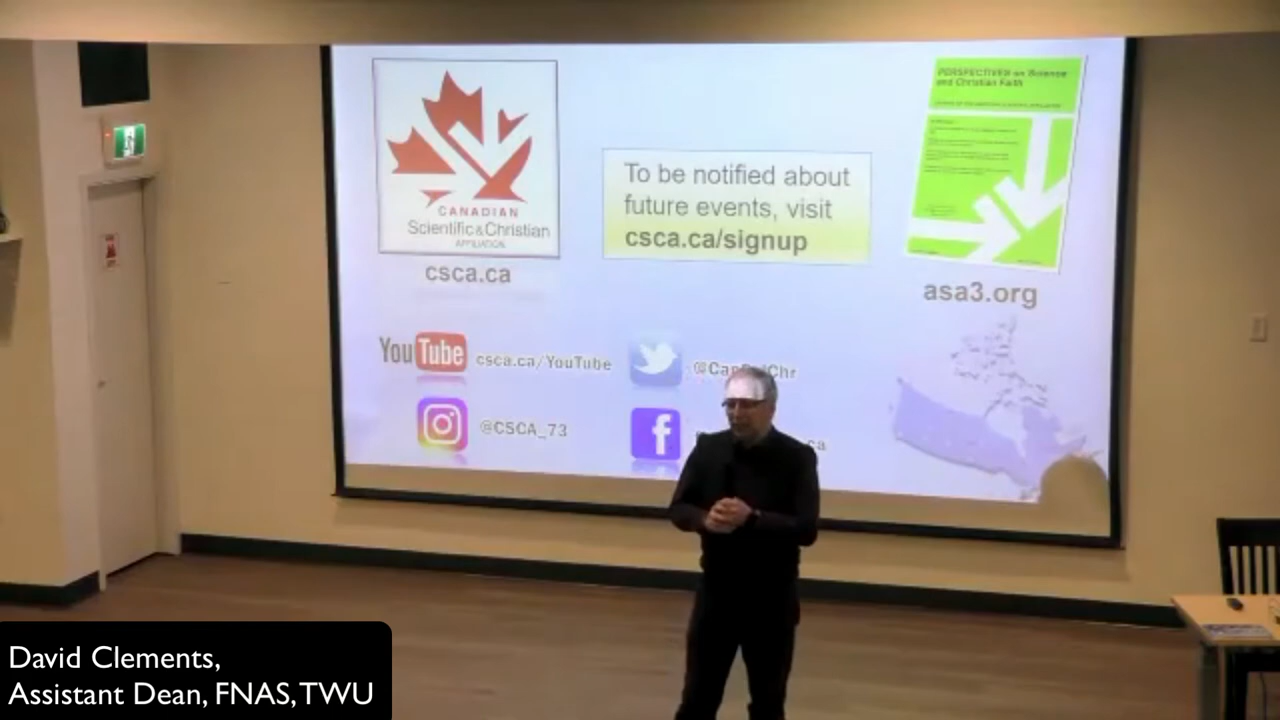 CANADIAN
Scientific & Christian
AFFILIATION
csca.ca
To be notified about
future events, visit
csca.ca/signup
PERSPECTIVES on Science
and Christian Faith
asa3.org
YouTube csca.ca/YouTube
@CSCA_73
f
David Clements,
Assistant Dean, FNAS, TWU